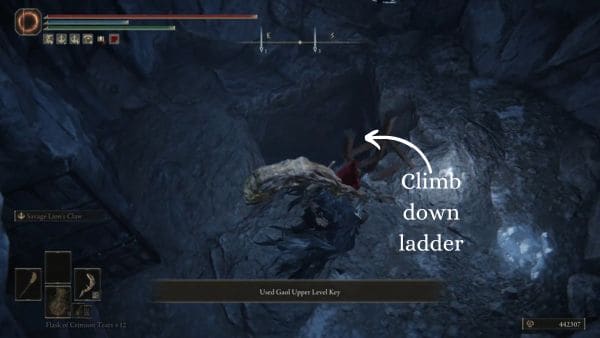 E S
Climb
down
ladder
Savage Lion's Claw
Used Gaol Upper Level Key
Flask of Crimson Tears +12
442307